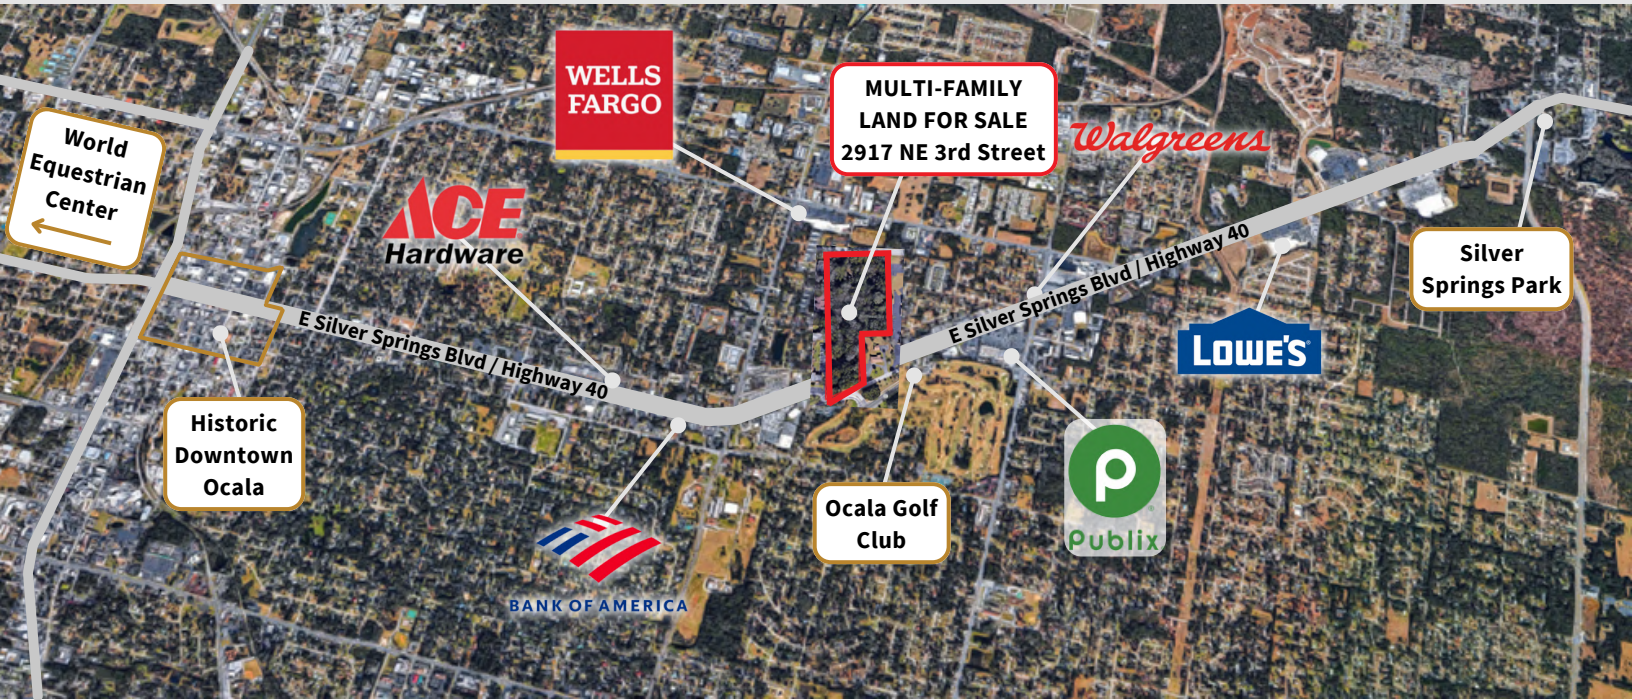 WELLS
FARGO
MULTI-FAMILY
LAND FOR SALE
2917 NE 3rd Street
Walgreens
World
Equestrian
Center
ACE
Hardware
E Silver Springs Blvd / Highway 40
E Silver Springs Blvd / Highway 40
Silver
Springs Park
LOWE'S
Historic
Downtown
Ocala
Ocala Golf
Club
P
Publix
BANK OF AMERICA